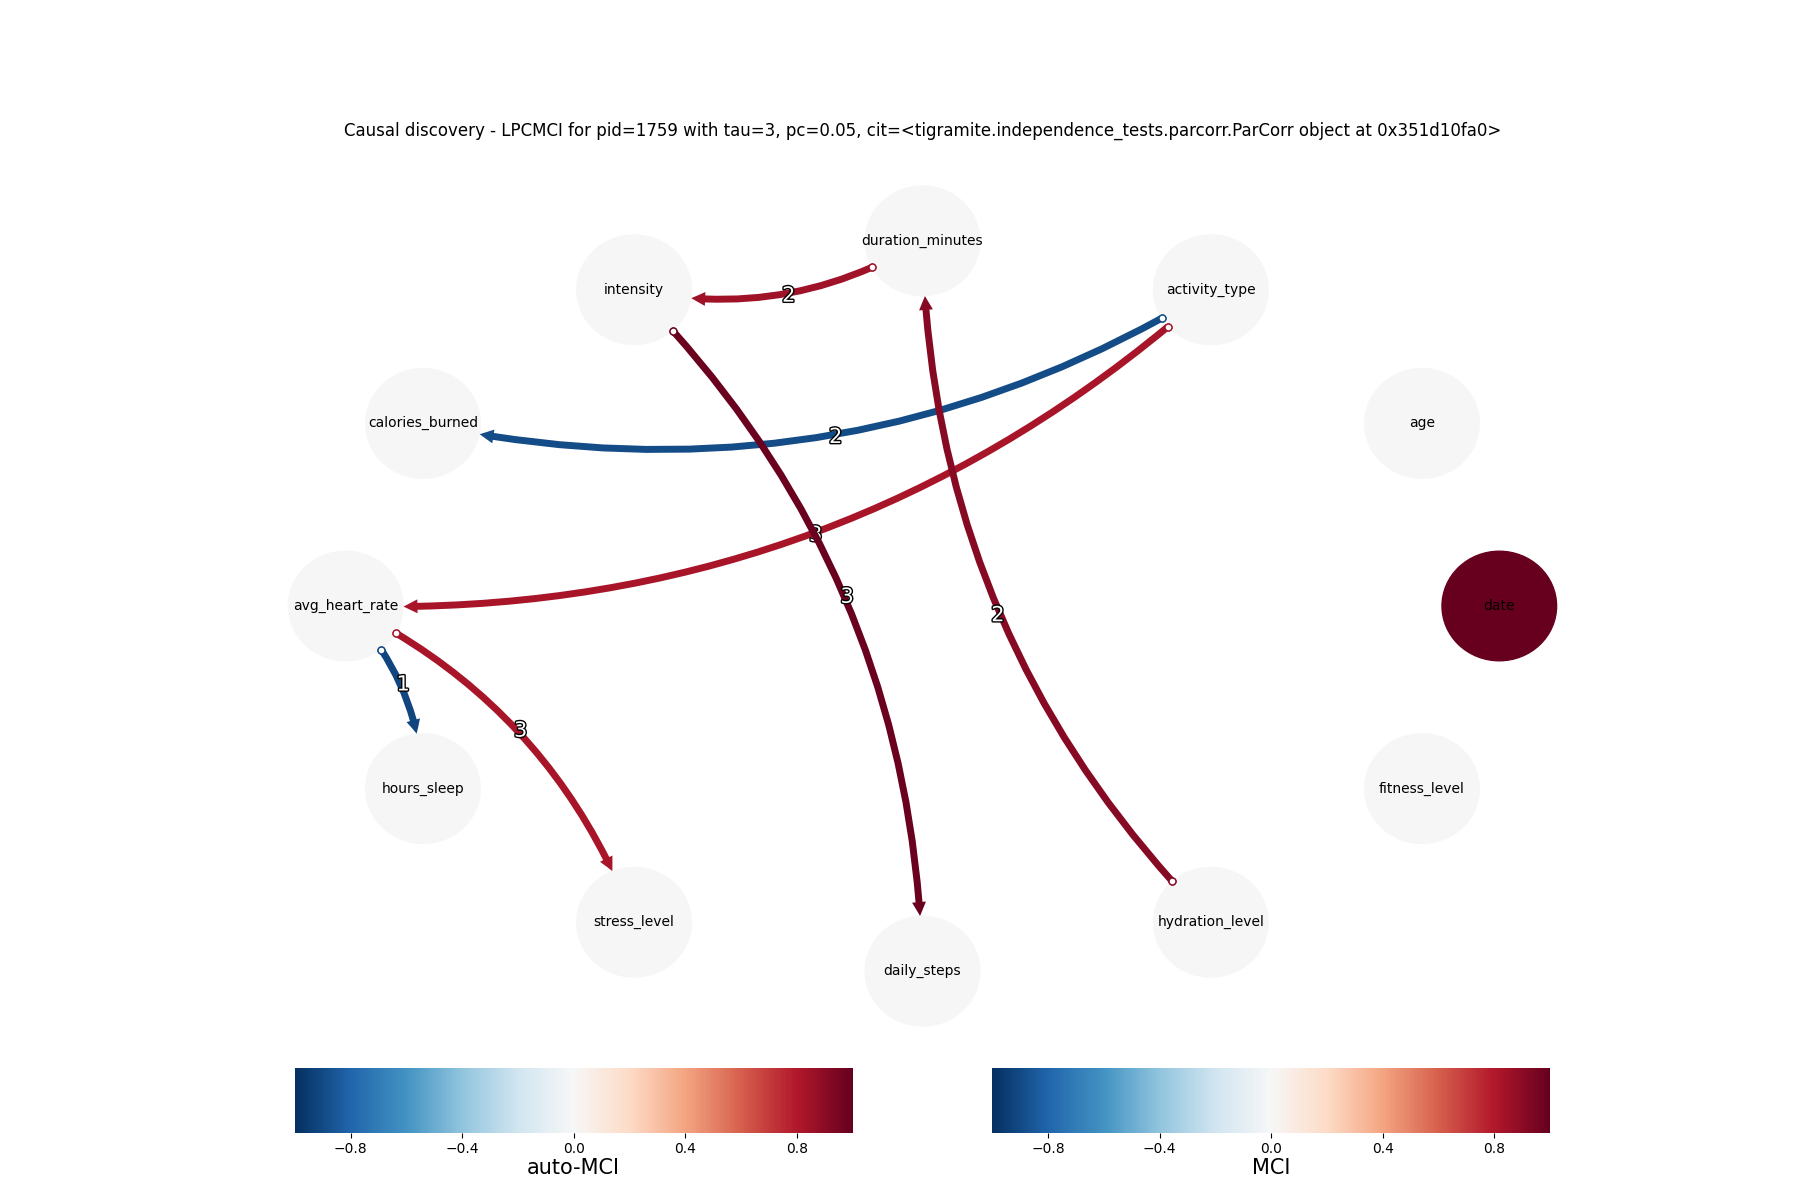 Causal discovery - LPCMCI for pid=1759 with tau=3, pc=0.05, cit=<tigramite.independence_tests.parcorr.ParCorr object at 0x351d10fa0>
duration_minutes
intensity
activity_type
2
calories_burned
age
2
3
avg_heart_rate
3
2
date
1
3
hours_sleep
fitness_level
stress_level
hydration_level
daily_steps
−0.8 −0.4 0.0 0.4 0.8
auto-MCI
−0.8 −0.4 0.0 0.4 0.8
MCI